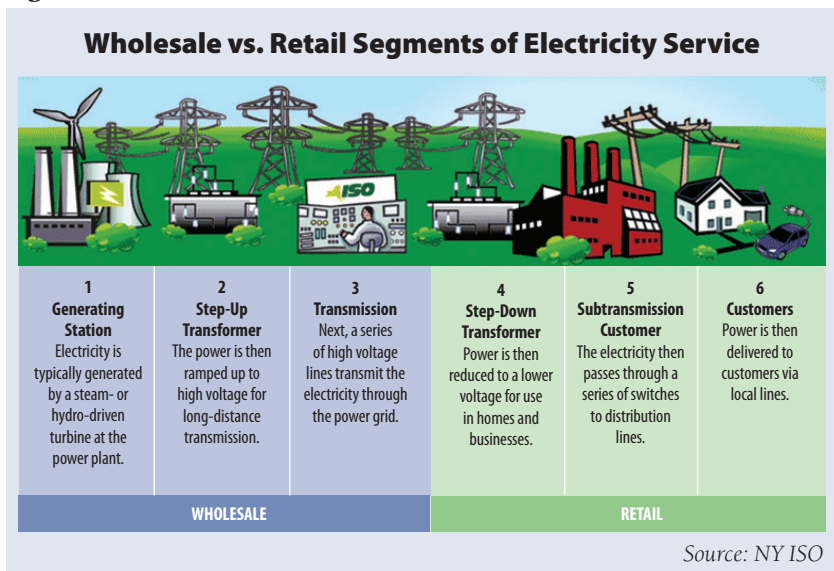 Wholesale vs. Retail Segments of Electricity Service
ISO
1
Generating
Station
Electricity is
typically generated
by a steam- or
hydro-driven
turbine at the
power plant.
2
Step-Up
Transformer
The power is then
ramped up to
high voltage for
long-distance
transmission.
3
Transmission
Next, a series
of high voltage
lines transmit the
electricity through
the power grid.
4
Step-Down
Transformer
Power is then
reduced to a lower
voltage for use
in homes and
businesses.
5
Subtransmission
Customer
The electricity then
passes through a
series of switches
to distribution
lines.
6
Customers
Power is then
delivered to
customers via
local lines.
WHOLESALE
RETAIL
Source: NY ISO